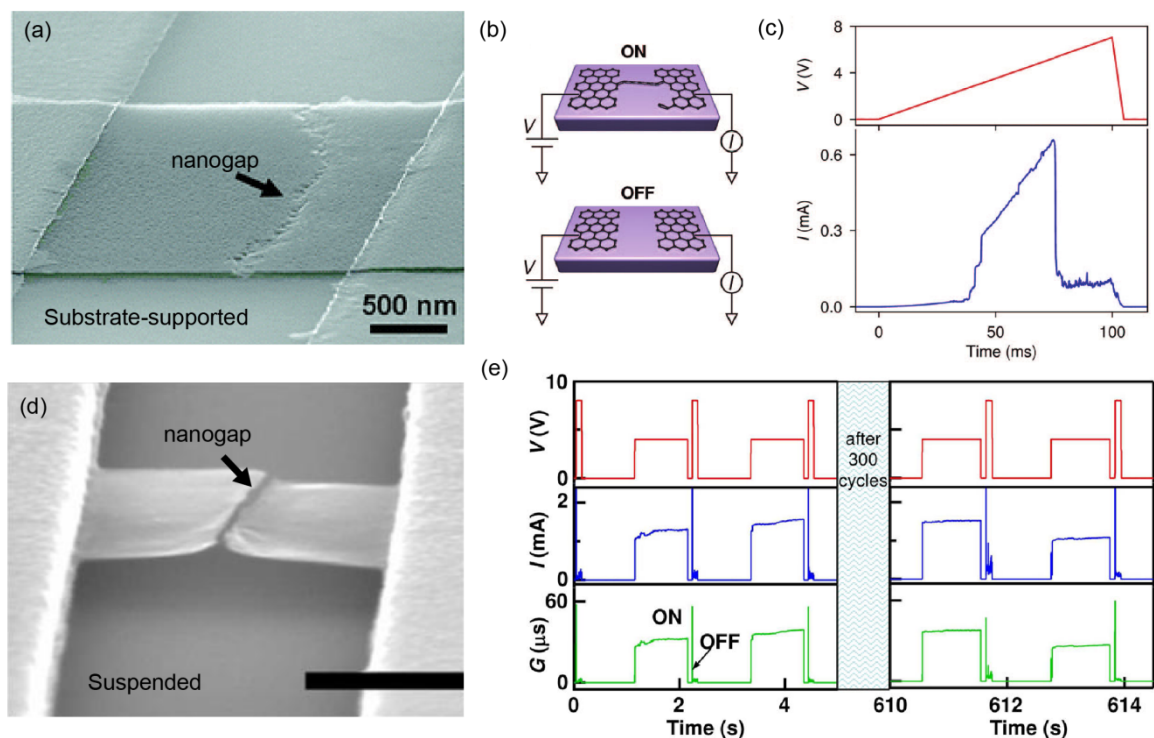 (a)
nanogap
Substrate-supported
500 nm
(b)
ON
V
I
OFF
V
I
(c)
8
4
0
V (V)
0.6
0.3
0.0
I (mA)
0
50
100
Time (ms)
(d)
nanogap
Suspended
(e)
10
0
V (V)
2
0
I (mA)
60
0
G (μs)
ON
OFF
after
300
cycles
0
2
4
610
612
614
Time (s)
Time (s)